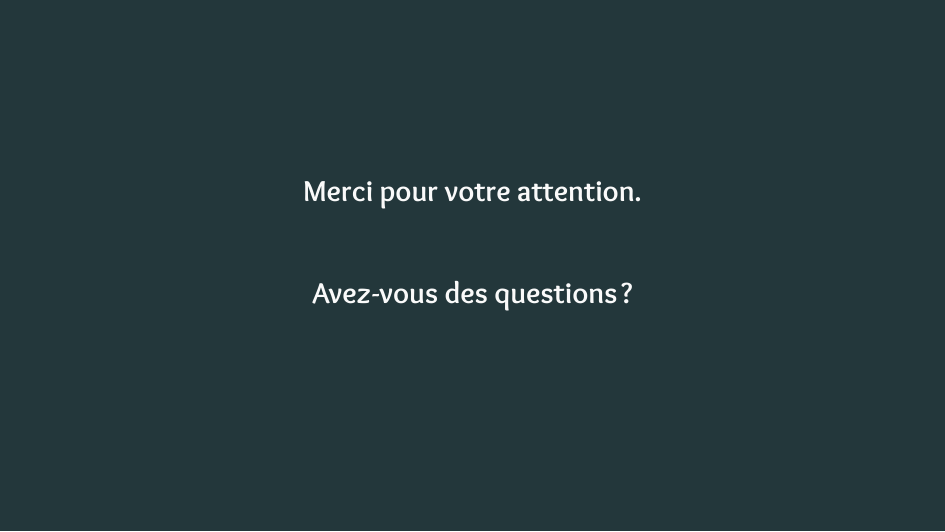 Merci pour votre attention.
Avez-vous des questions ?